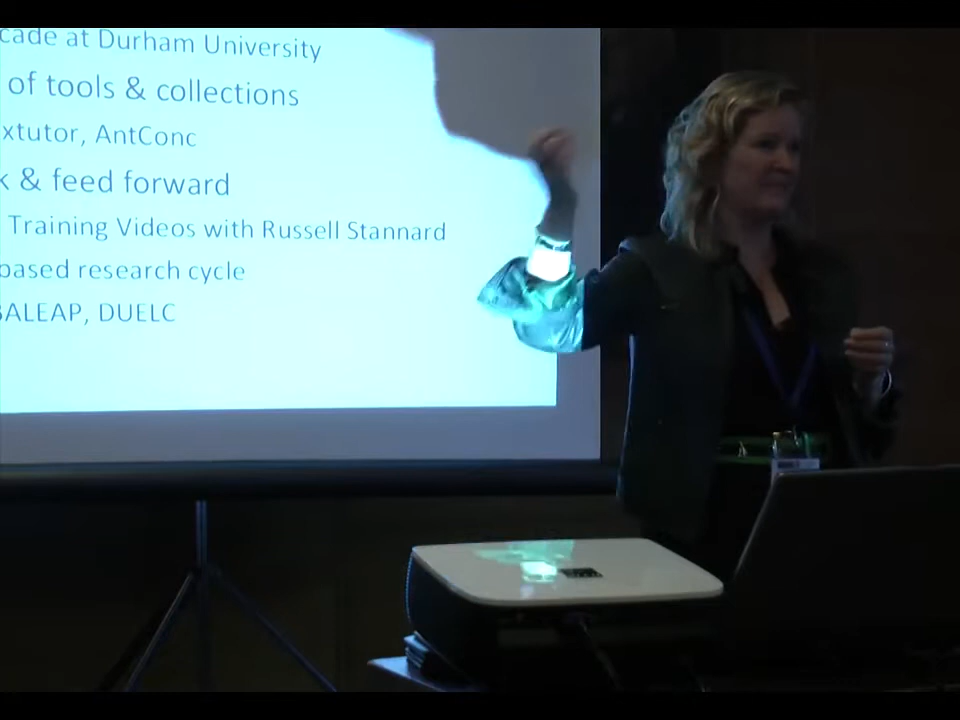 cade at Durham University
of tools & collections
xtutor, AntConc
k & feed forward
Training Videos with Russell Stannard
based research cycle
BALEAP, DUELC